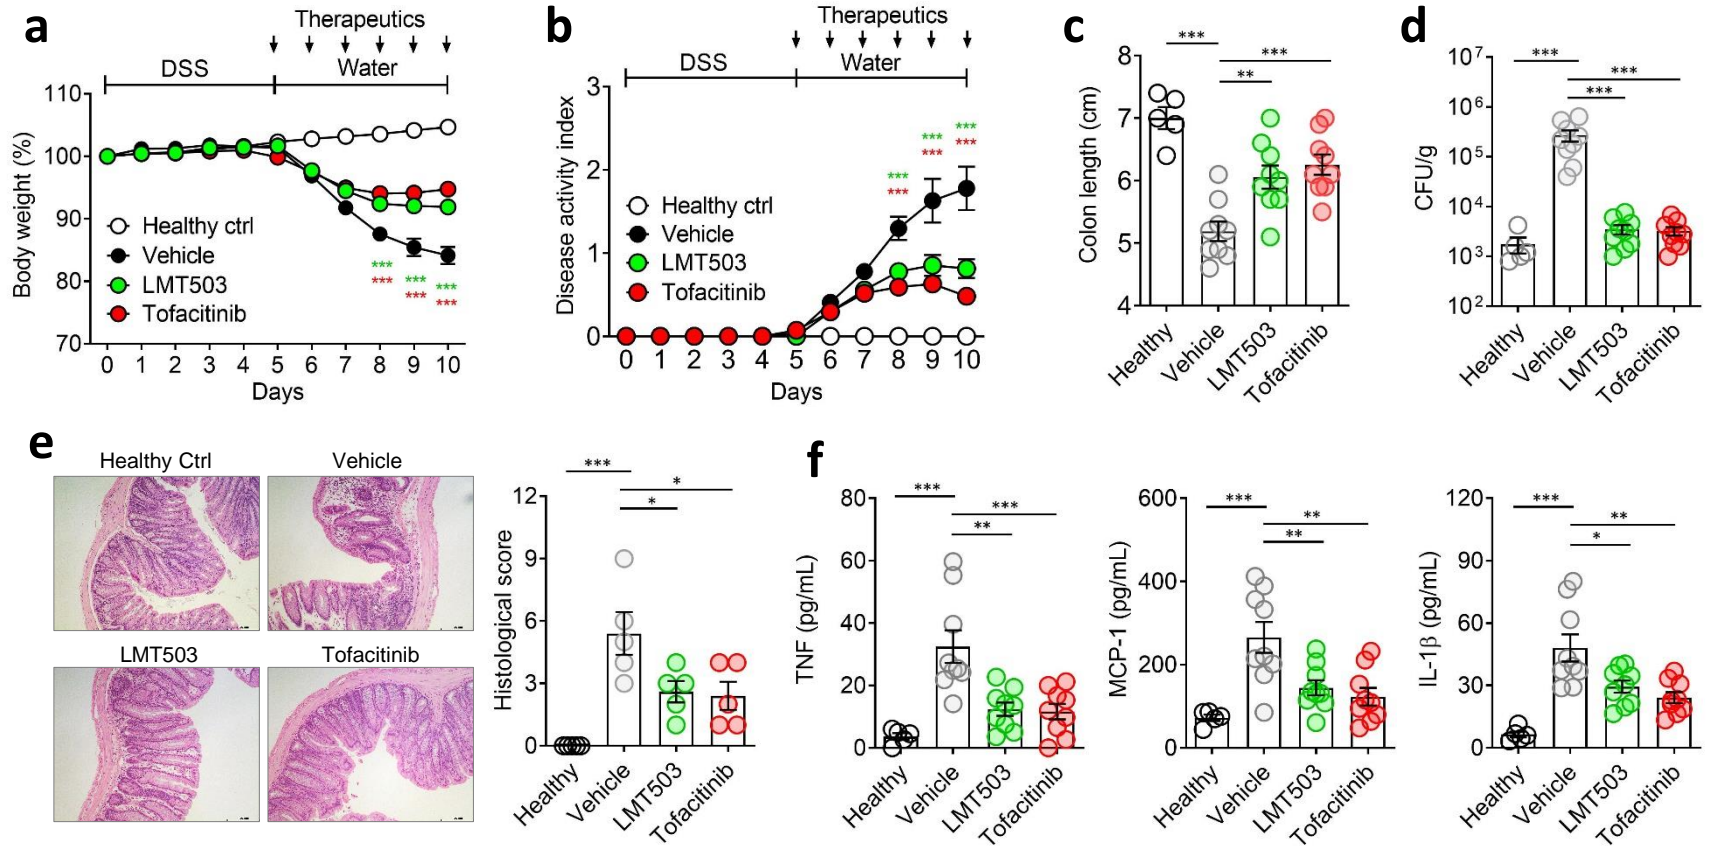 a
Therapeutics
DSS
Water
Body weight (%)
110
100
90
80
70
Healthy ctrl
Vehicle
LMT503
Tofacitinib
***
***
***
***
***
***
0 1 2 3 4 5 6 7 8 9 10
Days
b
Therapeutics
DSS
Water
Disease activity index
3
2
1
0
Healthy ctrl
Vehicle
LMT503
Tofacitinib
***
***
***
***
***
***
0 1 2 3 4 5 6 7 8 9 10
Days
c
***
***
**
Colon length (cm)
8
7
6
5
4
Healthy
Vehicle
LMT503
Tofacitinib
d
***
***
***
CFU/g
10⁷
10⁶
10⁵
10⁴
10³
10²
Healthy
Vehicle
LMT503
Tofacitinib
e
Healthy Ctrl
Vehicle
LMT503
Tofacitinib
***
*
*
Histological score
12
9
6
3
0
Healthy
Vehicle
LMT503
Tofacitinib
f
***
***
**
TNF (pg/mL)
80
60
40
20
0
Healthy
Vehicle
LMT503
Tofacitinib
***
**
**
MCP-1 (pg/mL)
600
400
200
0
Healthy
Vehicle
LMT503
Tofacitinib
***
**
*
IL-1β (pg/mL)
120
90
60
30
0
Healthy
Vehicle
LMT503
Tofacitinib